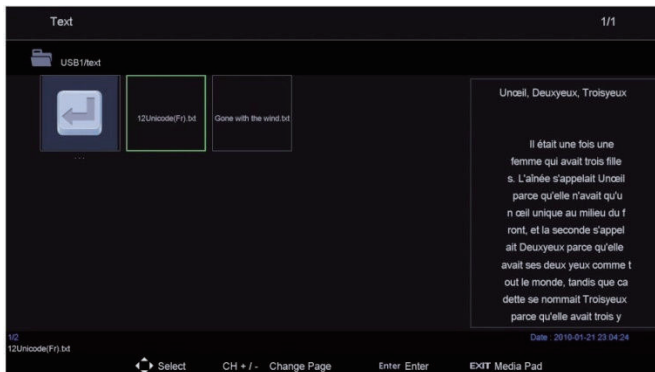 Text 1/1
USB1/text
12Unicode(Fr).txt Gone with the wind.txt
...
Unœil, Deuxyeux, Troisyeux
Il était une fois une
femme qui avait trois fille
s. L'aînée s'appelait Unœil
parce qu'elle n'avait qu'u
n œil unique au milieu du f
ront, et la seconde s'appel
ait Deuxyeux parce qu'elle
avait ses deux yeux comme t
out le monde, tandis que ca
dette se nommait Troisyeux
parce qu'elle avait trois y
1/2 Date : 2010-01-21 23:04:24
12Unicode(Fr).txt
Select CH + / - Change Page Enter Enter EXIT Media Pad